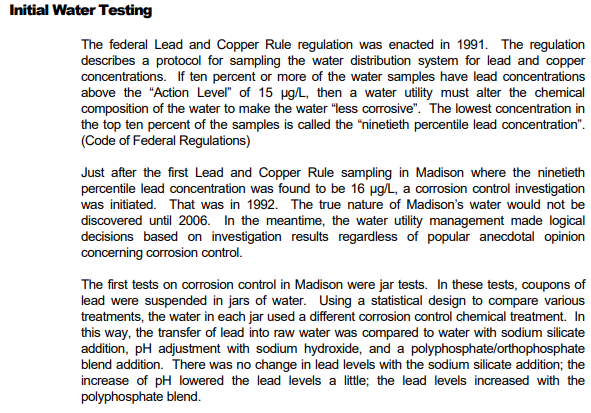 Initial Water Testing
The federal Lead and Copper Rule regulation was enacted in 1991. The regulation
describes a protocol for sampling the water distribution system for lead and copper
concentrations. If ten percent or more of the water samples have lead concentrations
above the “Action Level” of 15 µg/L, then a water utility must alter the chemical
composition of the water to make the water “less corrosive”. The lowest concentration in
the top ten percent of the samples is called the “ninetieth percentile lead concentration”.
(Code of Federal Regulations)
Just after the first Lead and Copper Rule sampling in Madison where the ninetieth
percentile lead concentration was found to be 16 µg/L, a corrosion control investigation
was initiated. That was in 1992. The true nature of Madison’s water would not be
discovered until 2006. In the meantime, the water utility management made logical
decisions based on investigation results regardless of popular anecdotal opinion
concerning corrosion control.
The first tests on corrosion control in Madison were jar tests. In these tests, coupons of
lead were suspended in jars of water. Using a statistical design to compare various
treatments, the water in each jar used a different corrosion control chemical treatment. In
this way, the transfer of lead into raw water was compared to water with sodium silicate
addition, pH adjustment with sodium hydroxide, and a polyphosphate/orthophosphate
blend addition. There was no change in lead levels with the sodium silicate addition; the
increase of pH lowered the lead levels a little; the lead levels increased with the
polyphosphate blend.